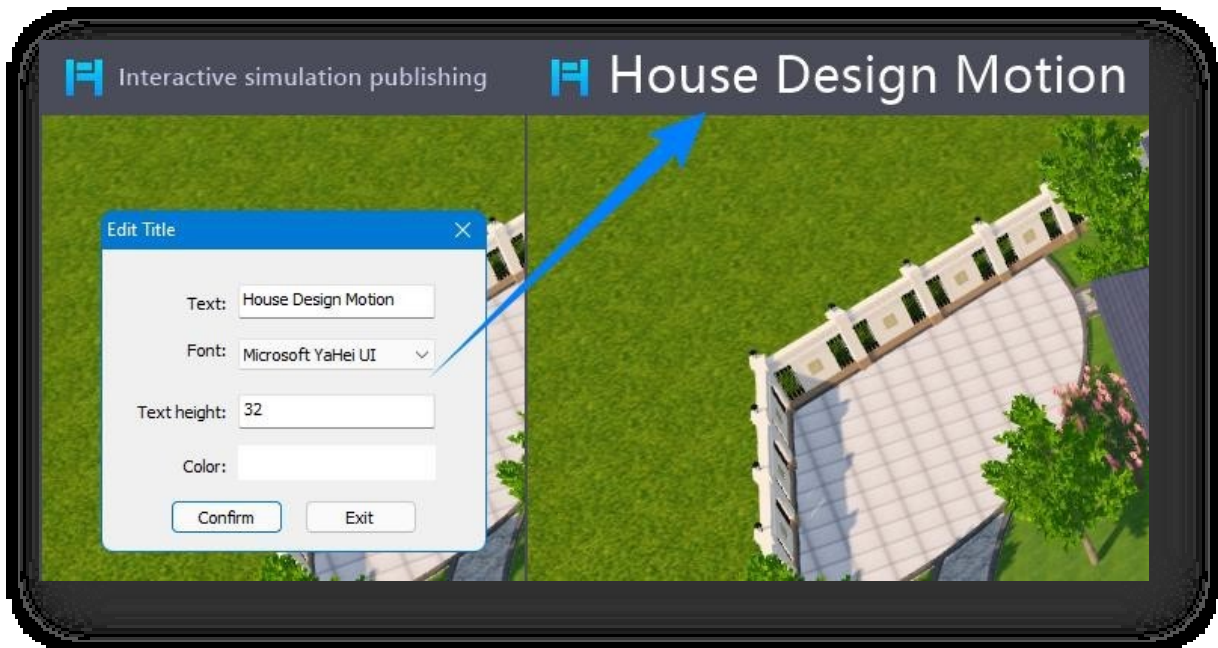 Interactive simulation publishing
House Design Motion
Edit Title
Text: House Design Motion
Font: Microsoft YaHei UI
Text height: 32
Color:
Confirm Exit